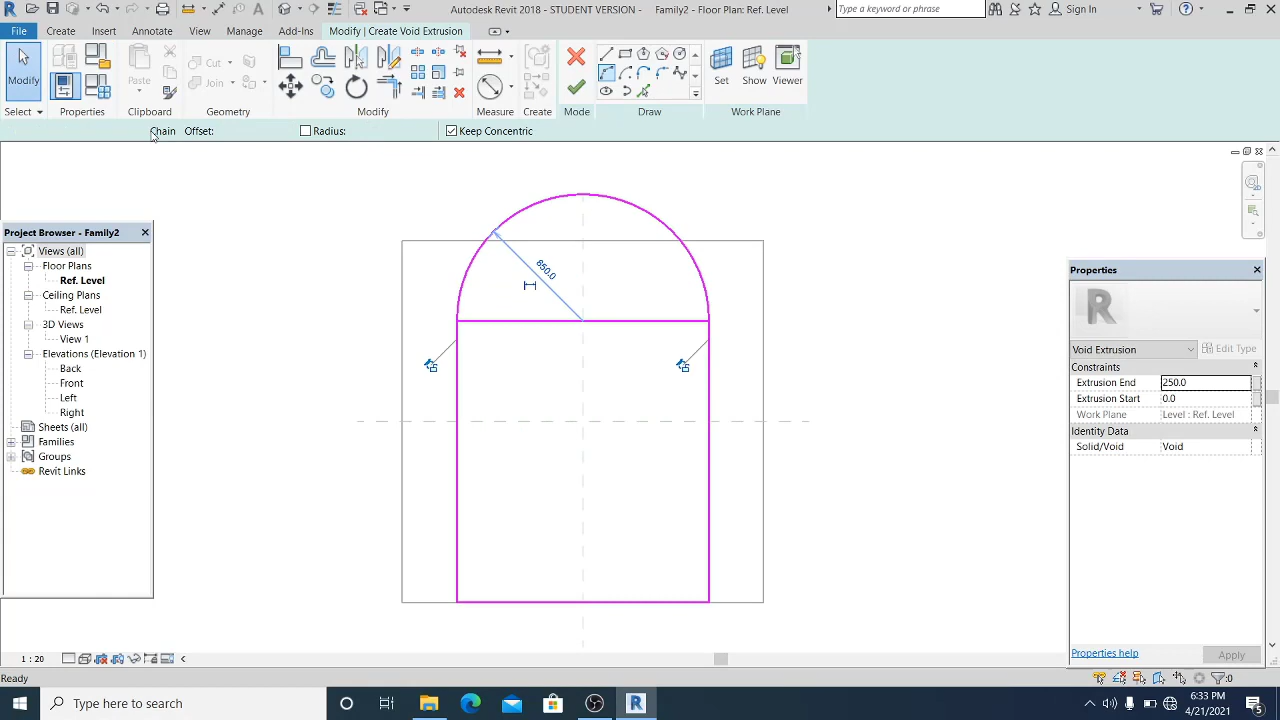 Autodesk Revit 2018 - STUDENT VERSION - Family2 - Floor Plan: Ref. Level
Type a keyword or phrase
Sign In
File Create Insert Annotate View Manage Add-Ins Modify | Create Void Extrusion
Modify
Paste
Cut
Join
Set Show Viewer
Select Properties Clipboard Geometry Modify Measure Create Mode Draw Work Plane
Chain Offset: Radius: Keep Concentric
Project Browser - Family2
Views (all)
Floor Plans
Ref. Level
Ceiling Plans
Ref. Level
3D Views
View 1
Elevations (Elevation 1)
Back
Front
Left
Right
Sheets (all)
Families
Groups
Revit Links
650.0
Properties
R
Void Extrusion Edit Type
Constraints
Extrusion End 250.0
Extrusion Start 0.0
Work Plane Level : Ref. Level
Identity Data
Solid/Void Void
Properties help Apply
1 : 20
Ready
:0
Type here to search
6:33 PM
4/21/2021